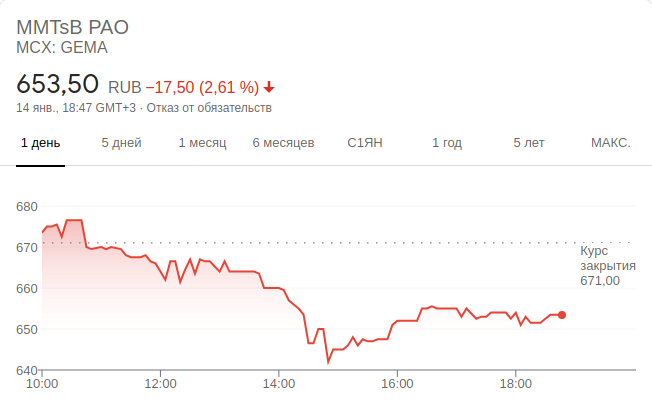 MMTsB PAO
MCX: GEMA
653,50 RUB −17,50 (2,61 %)
14 янв., 18:47 GMT+3 · Отказ от обязательств
1 день 5 дней 1 месяц 6 месяцев С1ЯН 1 год 5 лет МАКС.
680
670
660
650
640
Курс
закрытия
671,00
10:00 12:00 14:00 16:00 18:00